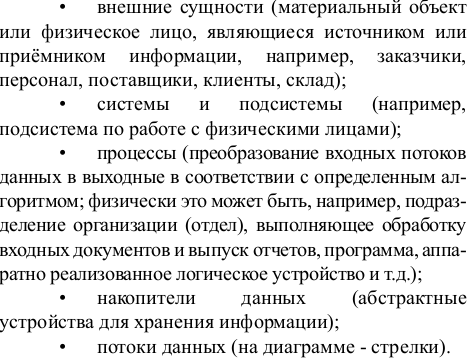 • внешние сущности (материальный объект
или физическое лицо, являющиеся источником или
приёмником информации, например, заказчики,
персонал, поставщики, клиенты, склад);
• системы и подсистемы (например,
подсистема по работе с физическими лицами);
• процессы (преобразование входных потоков
данных в выходные в соответствии с определенным ал-
горитмом; физически это может быть, например, подраз-
деление организации (отдел), выполняющее обработку
входных документов и выпуск отчетов, программа, аппа-
ратно реализованное логическое устройство и т.д.);
• накопители данных (абстрактные
устройства для хранения информации);
• потоки данных (на диаграмме - стрелки).